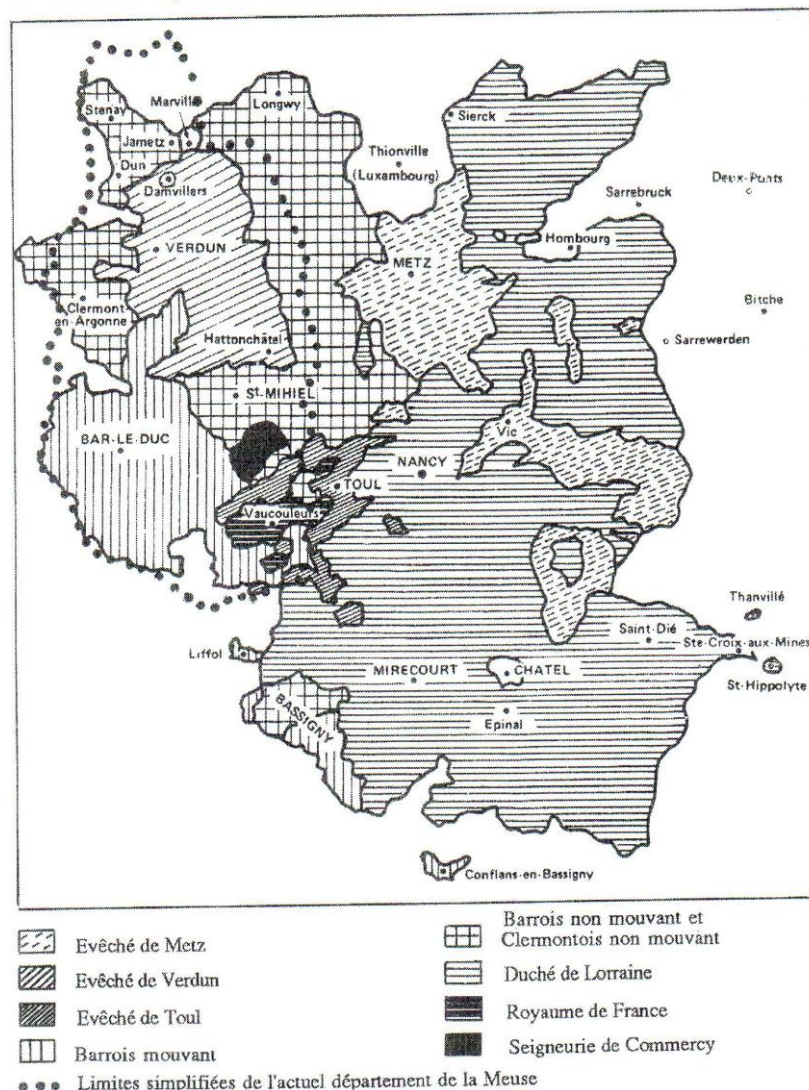 Stenay
Marville
Longwy
Sierck
Jametz
Thionville
(Luxambourg)
Dun
Damvillers
Deux-Ponts
Sarrebruck
VERDUN
METZ
Hombourg
Clermont
en-Argonne
Bitche
Hattonchâtel
Sarrewerden
St-MIHIEL
BAR-LE-DUC
Vic
NANCY
TOUL
Vaucouleurs
Thanvillé
Saint-Dié
Ste-Croix-aux-Mines
Liffol
MIRECOURT
CHATEL
St-Hippolyte
BASSIGNY
Epinal
Conflans-en-Bassigny
Evêché de Metz
Evêché de Verdun
Evêché de Toul
Barrois mouvant
Barrois non mouvant et
Clermontois non mouvant
Duché de Lorraine
Royaume de France
Seigneurie de Commercy
Limites simplifiées de l'actuel département de la Meuse